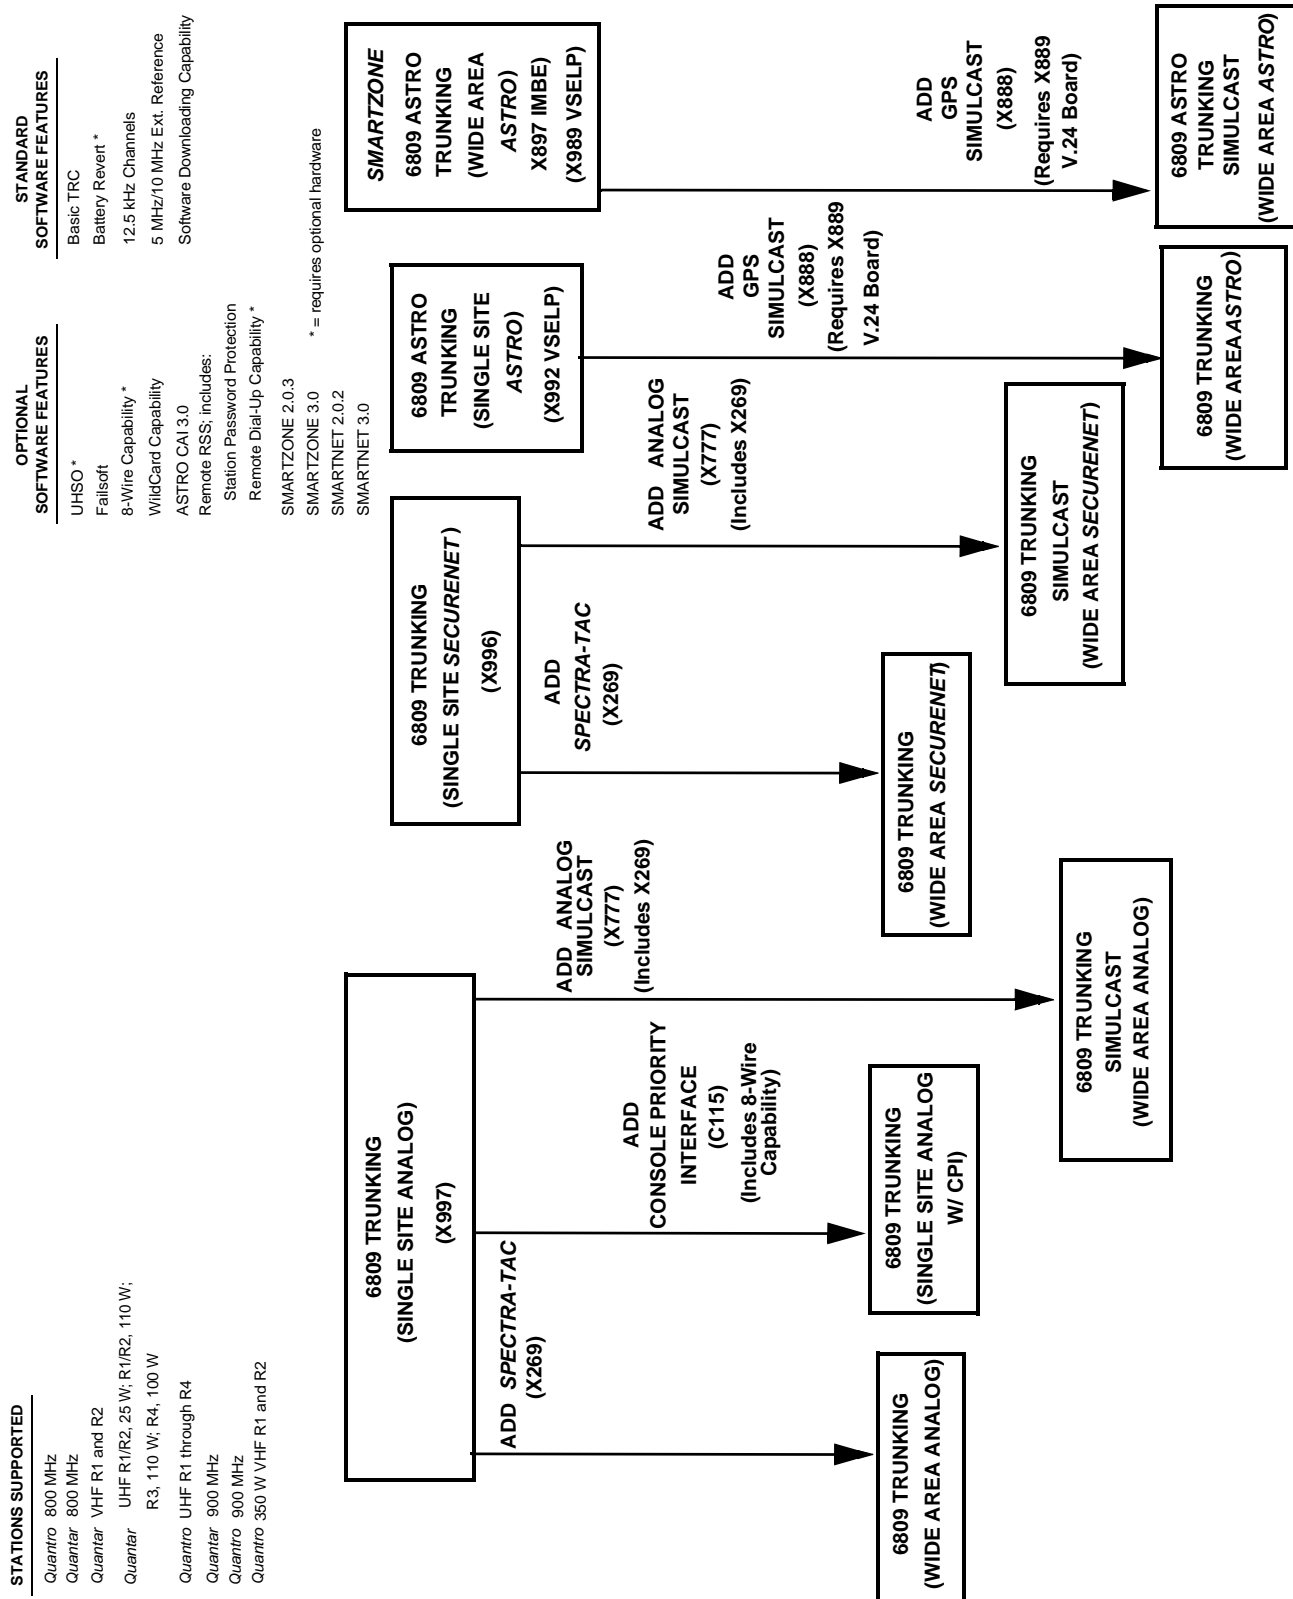 STATIONS SUPPORTED
Quantro 800 MHz
Quantar 800 MHz
Quantar VHF R1 and R2
Quantar UHF R1/R2, 25 W; R1/R2, 110 W;
R3, 110 W; R4, 100 W
Quantro UHF R1 through R4
Quantar 900 MHz
Quantro 900 MHz
Quantro 350 W VHF R1 and R2
OPTIONAL
SOFTWARE FEATURES
UHSO *
Failsoft
8-Wire Capability *
WildCard Capability
ASTRO CAI 3.0
Remote RSS; includes:
Station Password Protection
Remote Dial-Up Capability *
SMARTZONE 2.0.3
SMARTZONE 3.0
SMARTNET 2.0.2
SMARTNET 3.0
STANDARD
SOFTWARE FEATURES
Basic TRC
Battery Revert *
12.5 kHz Channels
5 MHz/10 MHz Ext. Reference
Software Downloading Capability
* = requires optional hardware
6809 TRUNKING
(SINGLE SITE ANALOG)
(X997)
ADD SPECTRA-TAC
(X269)
6809 TRUNKING
(WIDE AREA ANALOG)
ADD
CONSOLE PRIORITY
INTERFACE
(C115)
(Includes 8-Wire
Capability)
6809 TRUNKING
(SINGLE SITE ANALOG
W/ CPI)
ADD ANALOG
SIMULCAST
(X777)
(Includes X269)
6809 TRUNKING
SIMULCAST
(WIDE AREA ANALOG)
6809 TRUNKING
(SINGLE SITE SECURENET)
(X996)
ADD
SPECTRA-TAC
(X269)
6809 TRUNKING
(WIDE AREA SECURENET)
ADD ANALOG
SIMULCAST
(X777)
(Includes X269)
6809 TRUNKING
SIMULCAST
(WIDE AREA SECURENET)
6809 ASTRO
TRUNKING
(SINGLE SITE
ASTRO)
(X992 VSELP)
ADD
GPS
SIMULCAST
(X888)
(Requires X889
V.24 Board)
6809 TRUNKING
(WIDE AREA ASTRO)
SMARTZONE
6809 ASTRO
TRUNKING
(WIDE AREA
ASTRO)
X897 IMBE
(X989 VSELP)
ADD
GPS
SIMULCAST
(X888)
(Requires X889
V.24 Board)
6809 ASTRO
TRUNKING
SIMULCAST
(WIDE AREA ASTRO)